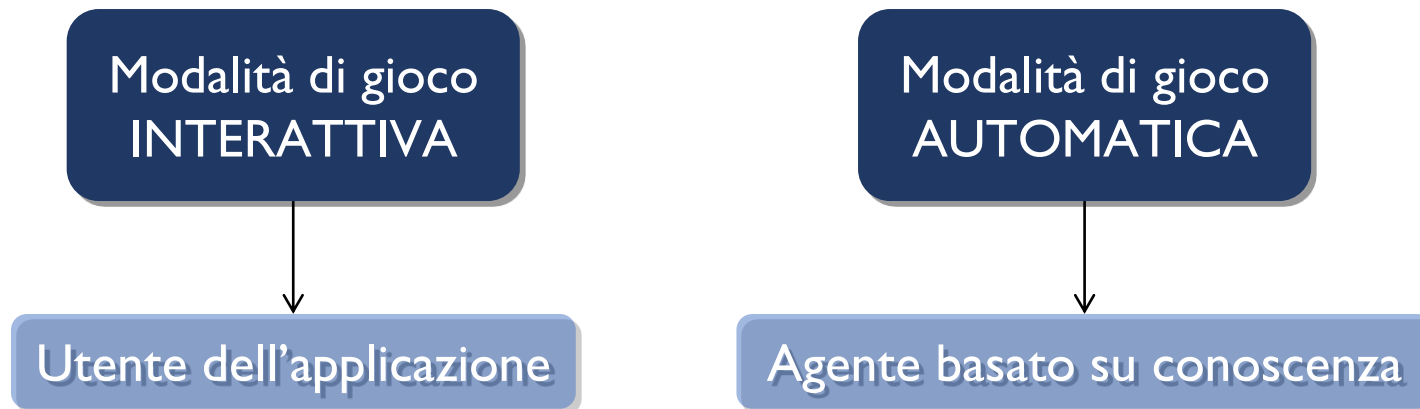 Modalità di gioco
INTERATTIVA
Modalità di gioco
AUTOMATICA
Utente dell’applicazione
Agente basato su conoscenza